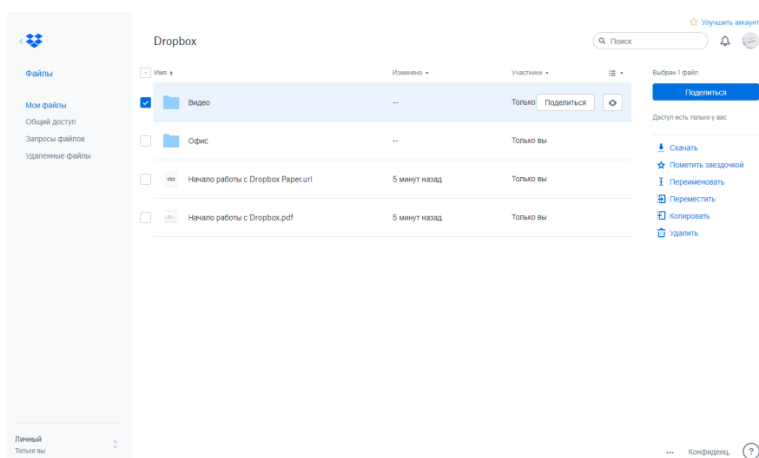 Улучшить аккаунт
Dropbox
Поиск
Файлы
Имя
Изменено
Участники
Выбран 1 файл
Поделиться
Мои файлы
Видео
--
Только
Поделиться
Доступ есть только у вас
Общий доступ
Запросы файлов
Офис
--
Только вы
Скачать
Удаленные файлы
Пометить звездочкой
Начало работы с Dropbox Paper.url
5 минут назад
Только вы
Переименовать
Переместить
Начало работы с Dropbox.pdf
5 минут назад
Только вы
Копировать
Удалить
Личный
Только вы
... Конфиденц. ?